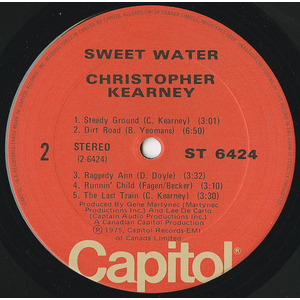 SWEET WATER
CHRISTOPHER
KEARNEY
1. Steedy Ground (C. Kearney) (3:01)
2. Dirt Road (B. Yeomans) (6:50)
2
STEREO
(2-6424)
ST 6424
3. Raggedy Ann (D. Doyle) (3:32)
4. Runnin' Child (Fagen/Becker) (3:10)
5. The Last Train (C. Kearney) (5:30)
Produced By Gene Martynec (Martynec
Productions Inc.) And Lee De Carlo
(Captain Audio Productions Inc.)
A Canadian Capitol Production
℗ 1975, Capitol Records-EMI
of Canada Limited.
Capitol®